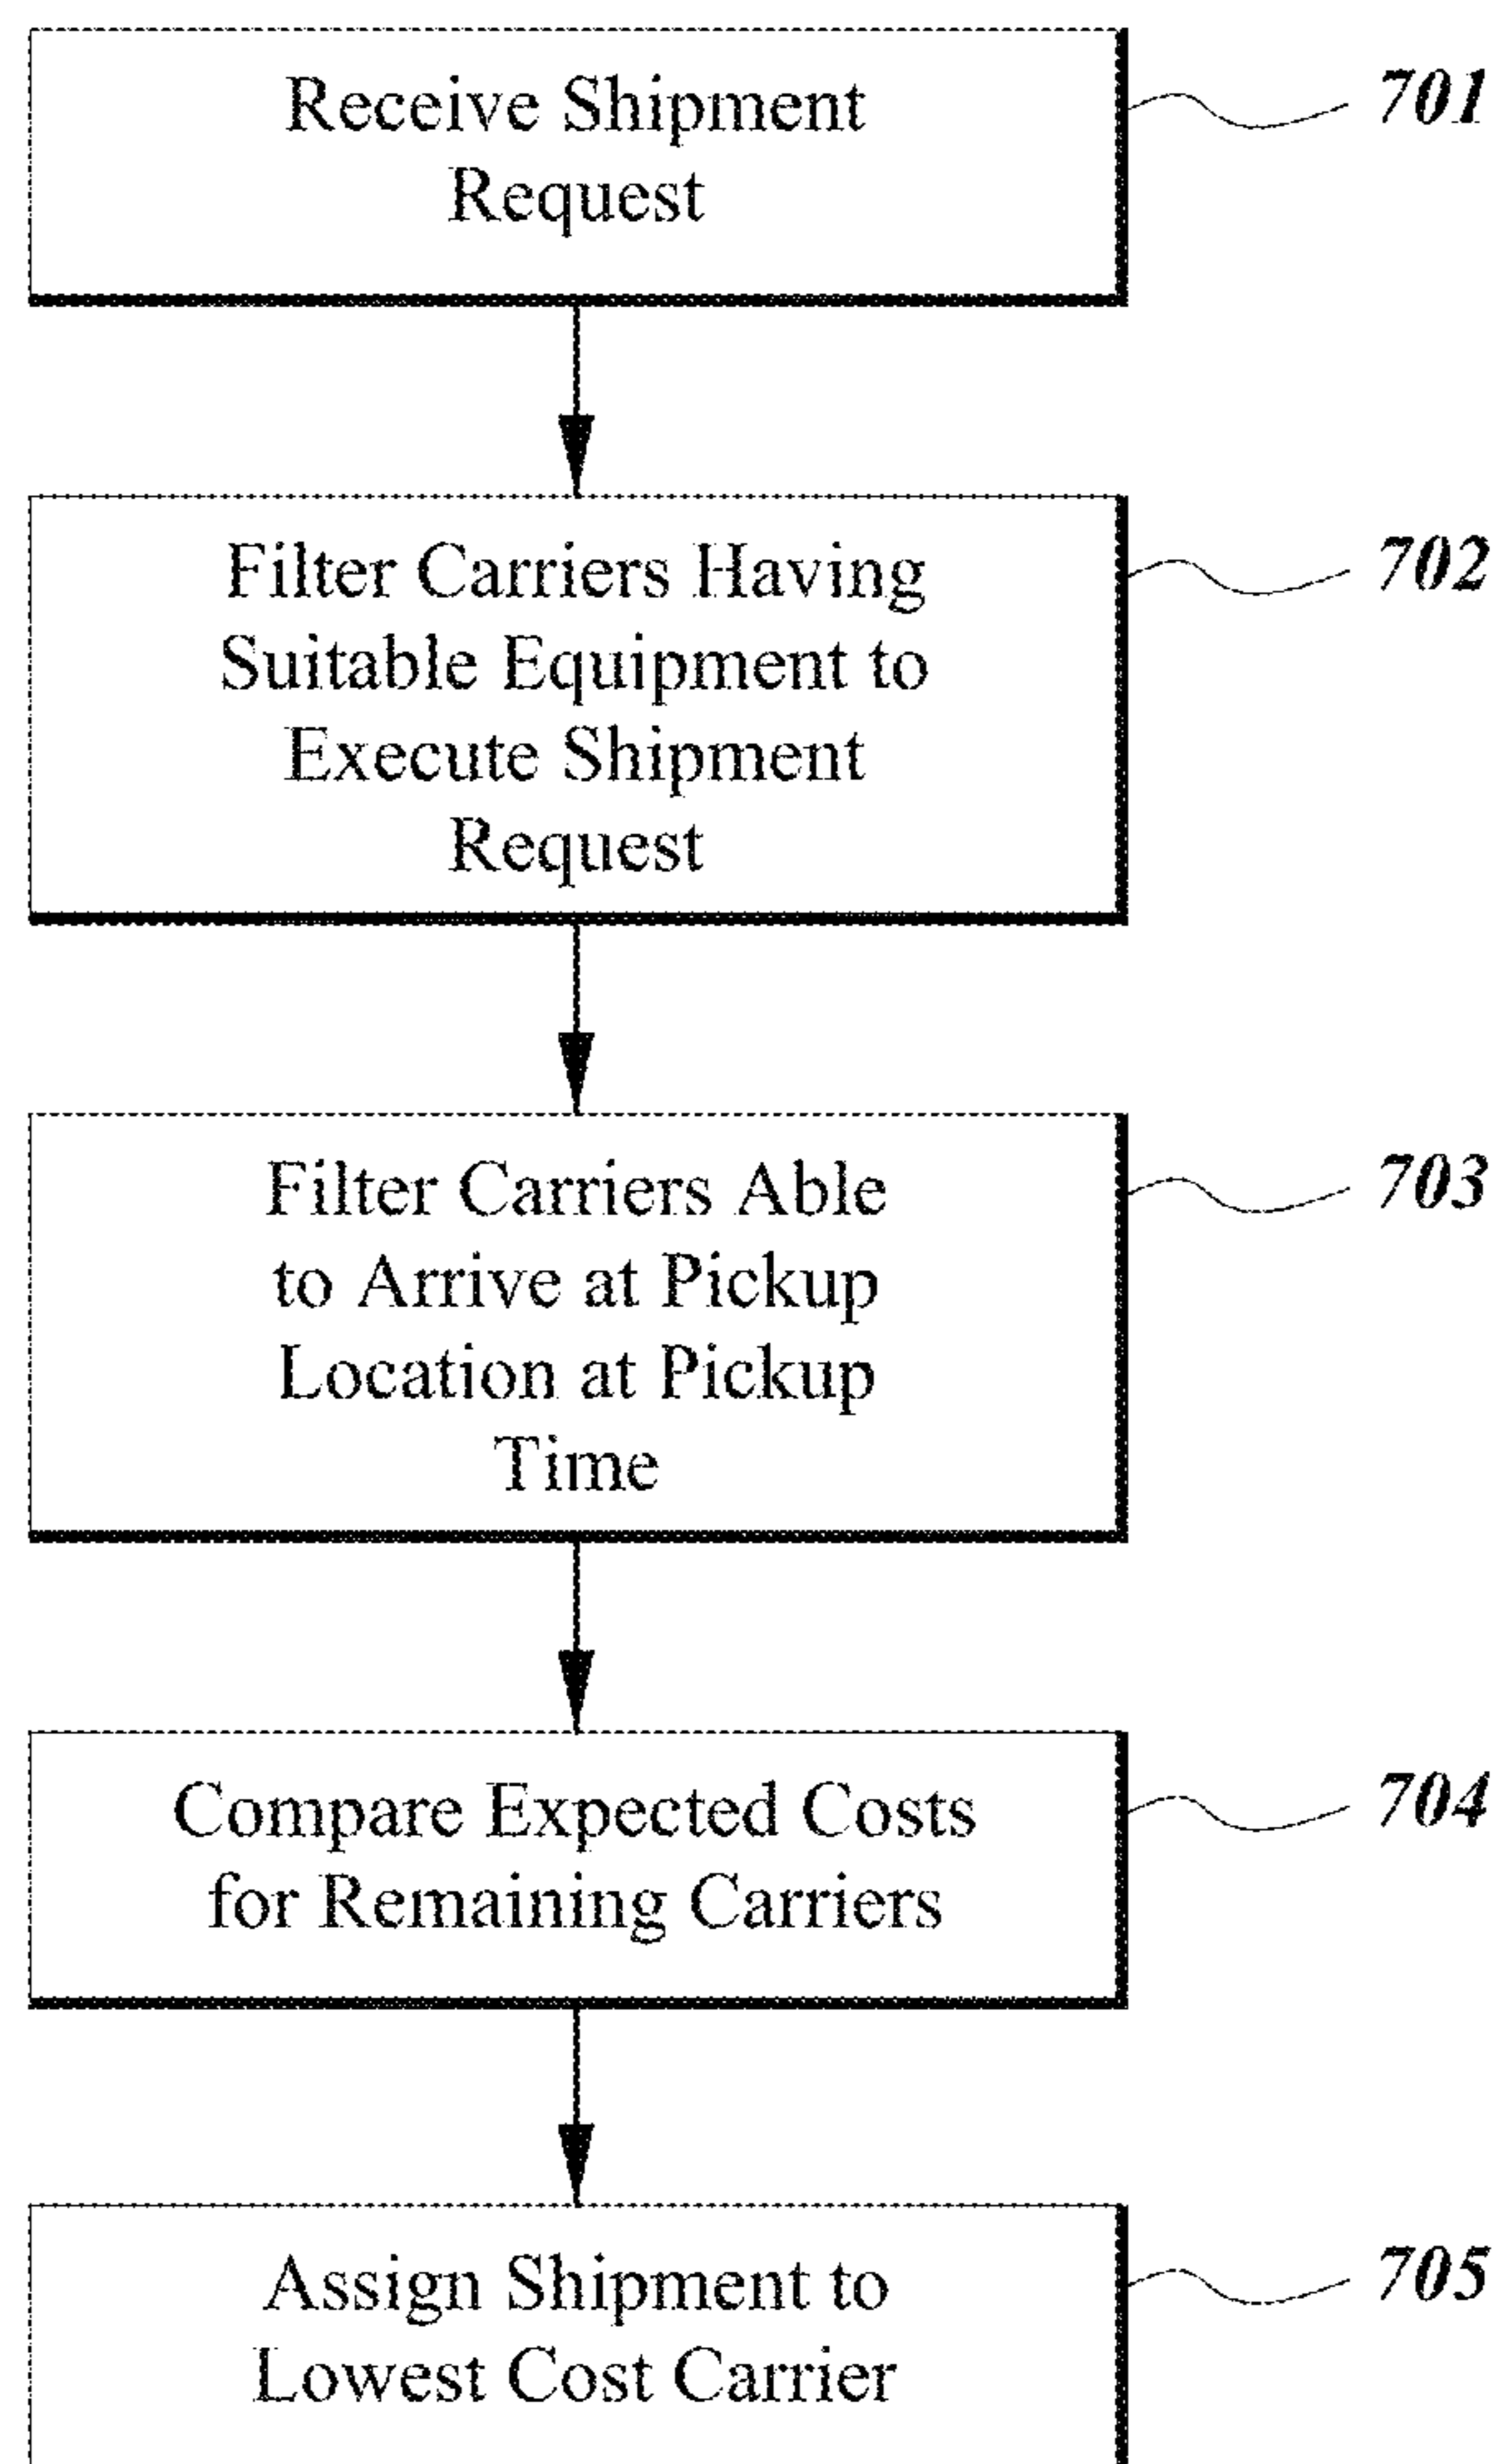 Receive Shipment
Request
701
Filter Carriers Having
Suitable Equipment to
Execute Shipment
Request
702
Filter Carriers Able
to Arrive at Pickup
Location at Pickup
Time
703
Compare Expected Costs
for Remaining Carriers
704
Assign Shipment to
Lowest Cost Carrier
705